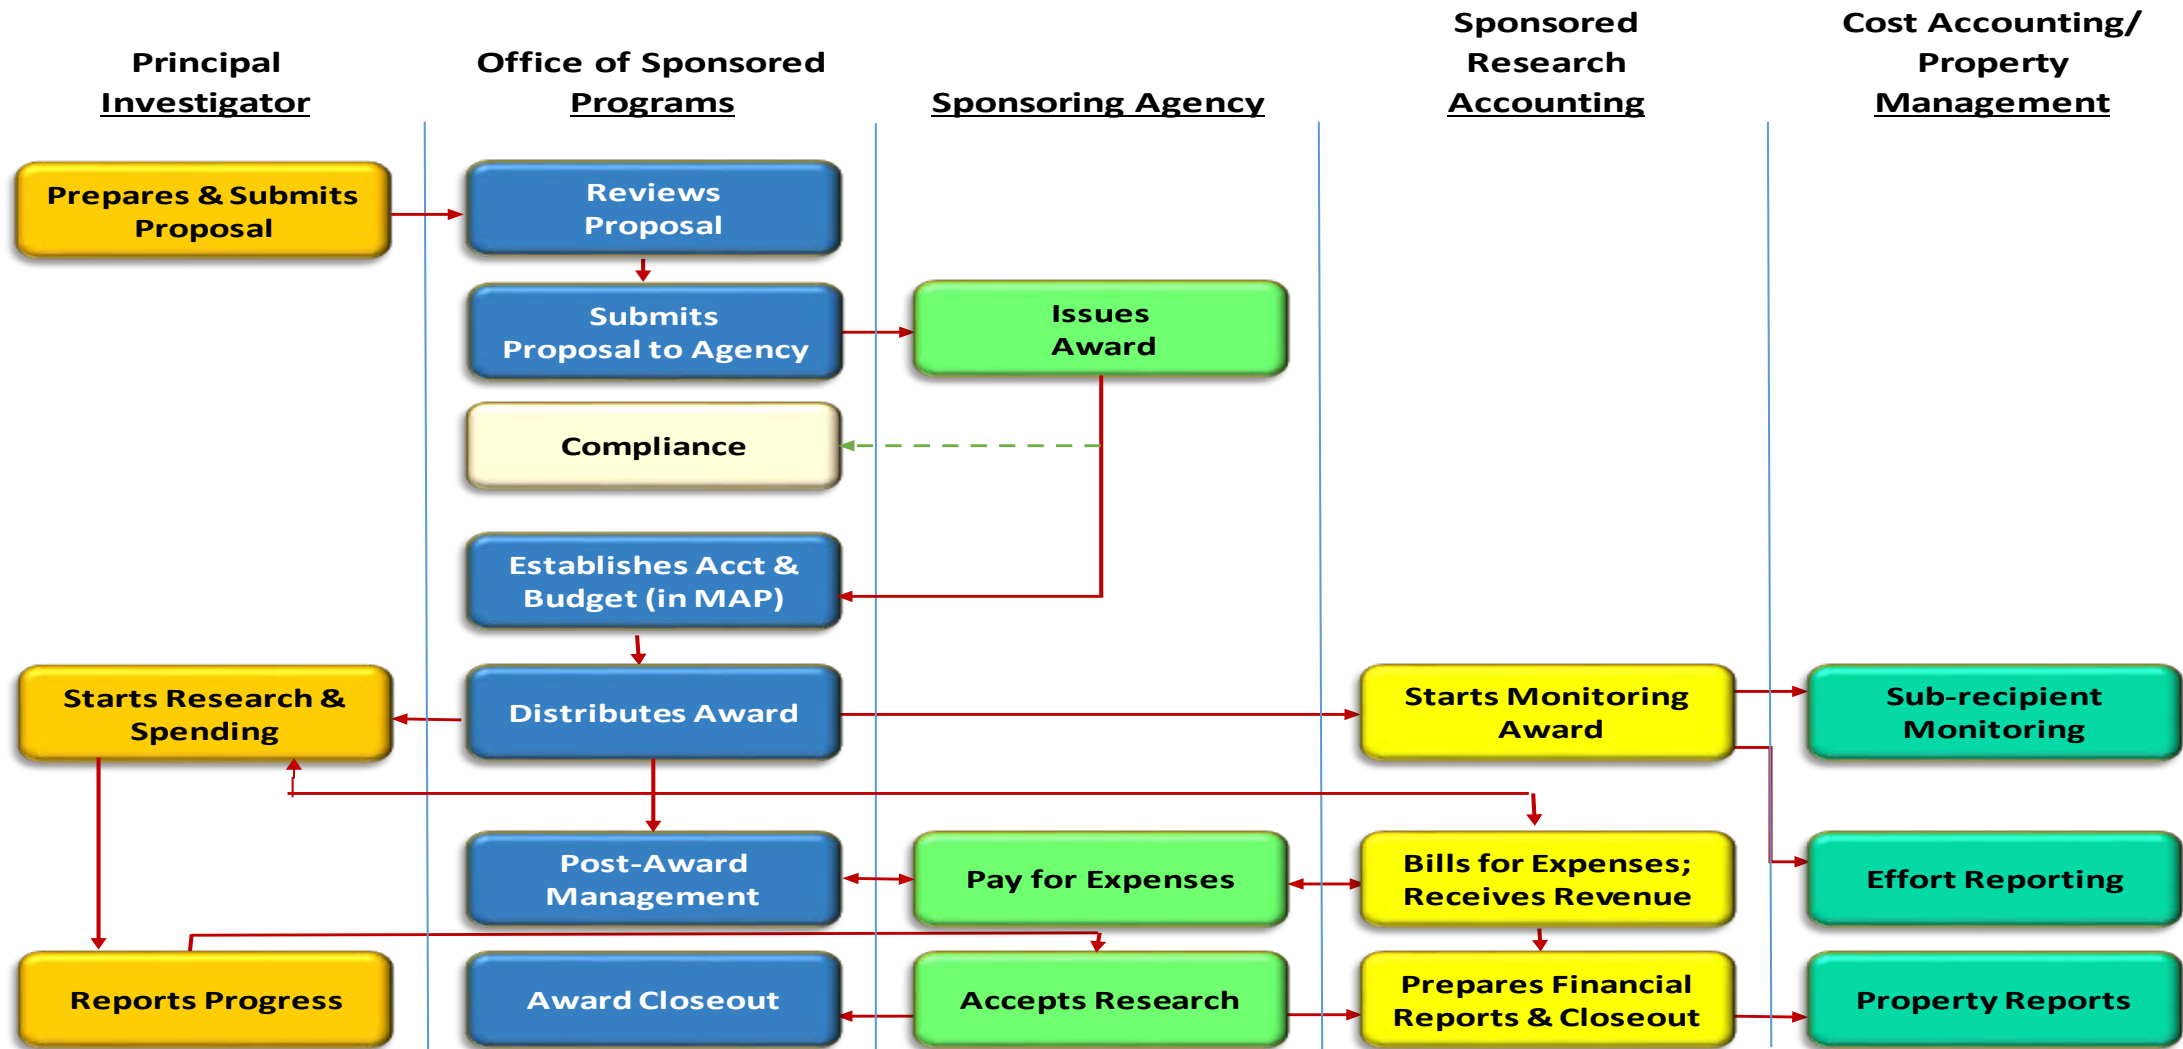 Principal
Investigator
Office of Sponsored
Programs
Sponsoring Agency
Sponsored
Research
Accounting
Cost Accounting/
Property
Management
Prepares & Submits
Proposal
Reviews
Proposal
Submits
Proposal to Agency
Issues
Award
Compliance
Establishes Acct &
Budget (in MAP)
Starts Research &
Spending
Distributes Award
Starts Monitoring
Award
Sub-recipient
Monitoring
Post-Award
Management
Pay for Expenses
Bills for Expenses;
Receives Revenue
Effort Reporting
Reports Progress
Award Closeout
Accepts Research
Prepares Financial
Reports & Closeout
Property Reports